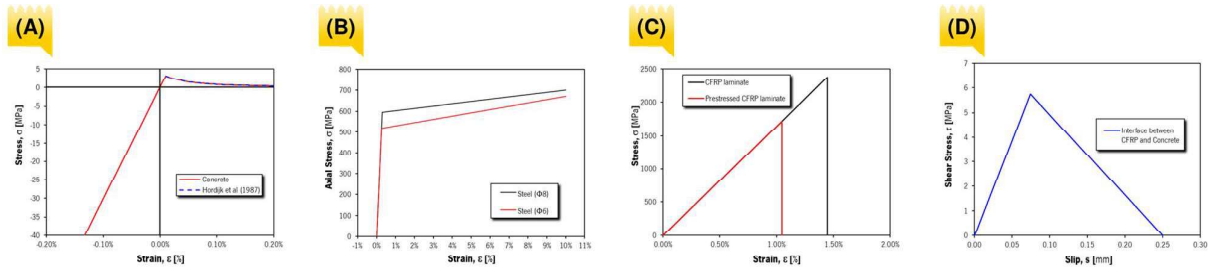 (A)
5
0
-5
-10
-15
-20
-25
-30
-35
-40
Stress, σ [MPa]
Concrete
Hordijk et al (1987)
-0.20% -0.10% 0.00% 0.10% 0.20%
Strain, ε [%]
(B)
800
700
600
500
400
300
200
100
0
Axial Stress, σ [MPa]
Steel (Φ8)
Steel (Φ6)
-1% 0% 1% 2% 3% 4% 5% 6% 7% 8% 9% 10% 11%
Strain, ε [%]
(C)
2500
2000
1500
1000
500
0
Stress, σ [MPa]
CFRP laminate
Prestressed CFRP laminate
0.00% 1.00% 2.00%
Strain, ε [%]
(D)
7
6
5
4
3
2
1
0
Shear Stress, τ [MPa]
Interface between
CFRP and Concrete
0.00 0.05 0.10 0.15 0.20 0.25 0.30
Slip, s [mm]